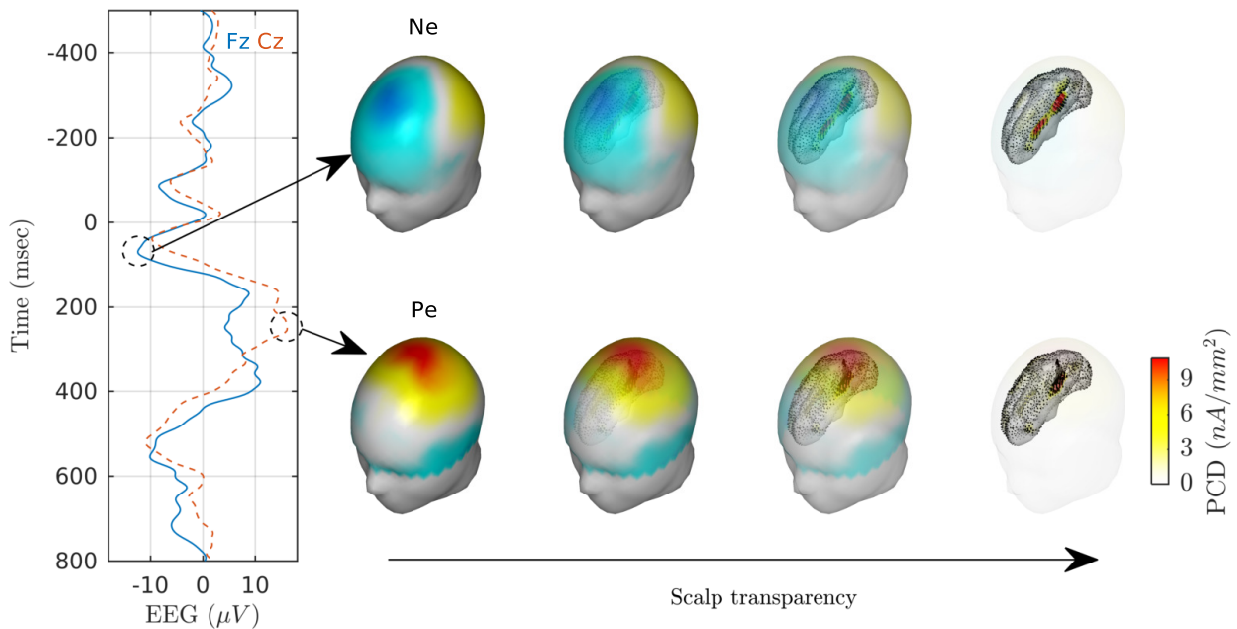 Fz Cz
-400
-200
0
200
400
600
800
Time (msec)
-10 0 10
EEG (μV)
Ne
Pe
9
6
3
0
PCD (nA/mm²)
Scalp transparency